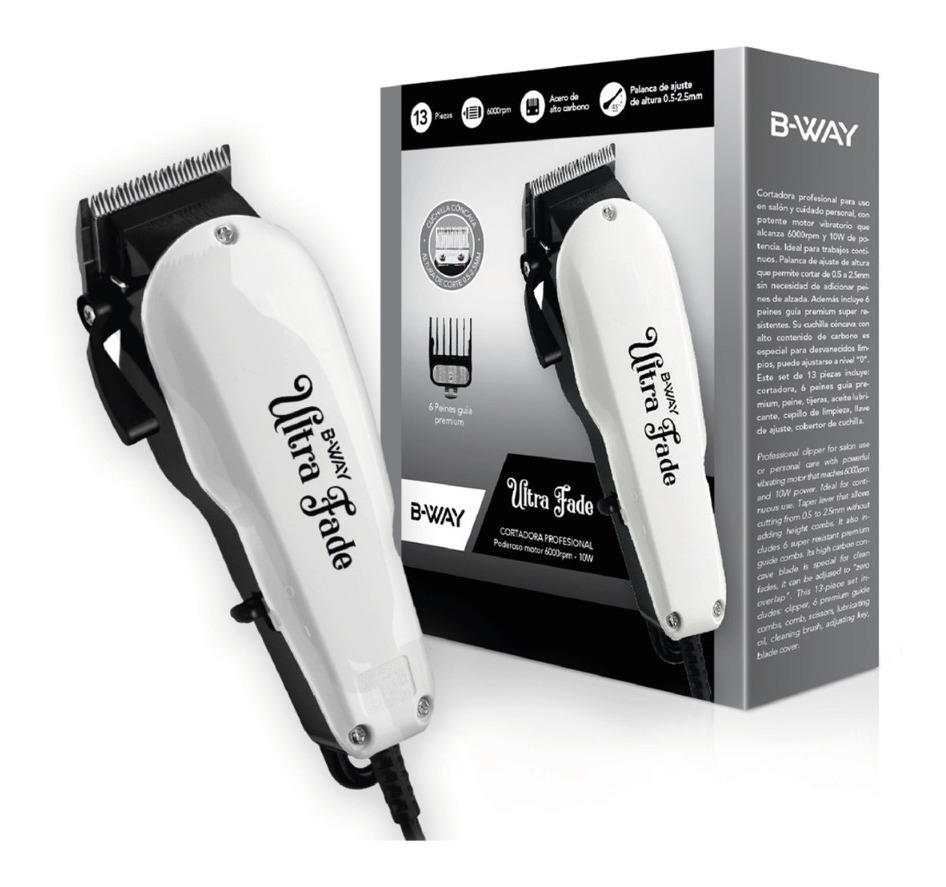 13 Piezas
6000rpm
Acero de
alto carbono
Palanca de ajuste
de altura 0.5-2.5mm
CUCHILLA CÓNCAVA
ALTURA DE CORTE 0.5-2.5MM
6 Peines guía
premium
B-WAY
Ultra Fade
B-WAY
Ultra Fade
CORTADORA PROFESIONAL
Poderoso motor 6000rpm - 10W
B-WAY
Ultra Fade
B-WAY
Cortadora profesional para uso
en salón y cuidado personal, con
potente motor vibratorio que
alcanza 6000rpm y 10W de po-
tencia. Ideal para trabajos conti-
nuos. Palanca de ajuste de altura
que permite cortar de 0.5 a 2.5mm
sin necesidad de adicionar pei-
nes de alzada. Además incluye 6
peines guía premium super re-
sistentes. Su cuchilla cóncava con
alto contenido de carbono es
especial para desvanecidos lim-
pios, puede ajustarse a nivel "0".
Este set de 13 piezas incluye:
cortadora, 6 peines guía pre-
mium, peine, tijeras, aceite lubri-
cante, cepillo de limpieza, llave
de ajuste, cobertor de cuchilla.
Professional clipper for salon use
or personal care with powerful
vibrating motor that reaches 6000rpm
and 10W power. Ideal for conti-
nuous use. Taper lever that allows
cutting from 0.5 to 2.5mm without
adding height combs. It also in-
cludes 6 super resistant premium
guide combs. Its high carbon con-
cave blade is special for clean
fades, it can be adjusted to "zero
overlap". This 13-piece set in-
cludes: clipper, 6 premium guide
combs, comb, scissors, lubricating
oil, cleaning brush, adjusting key,
blade cover.